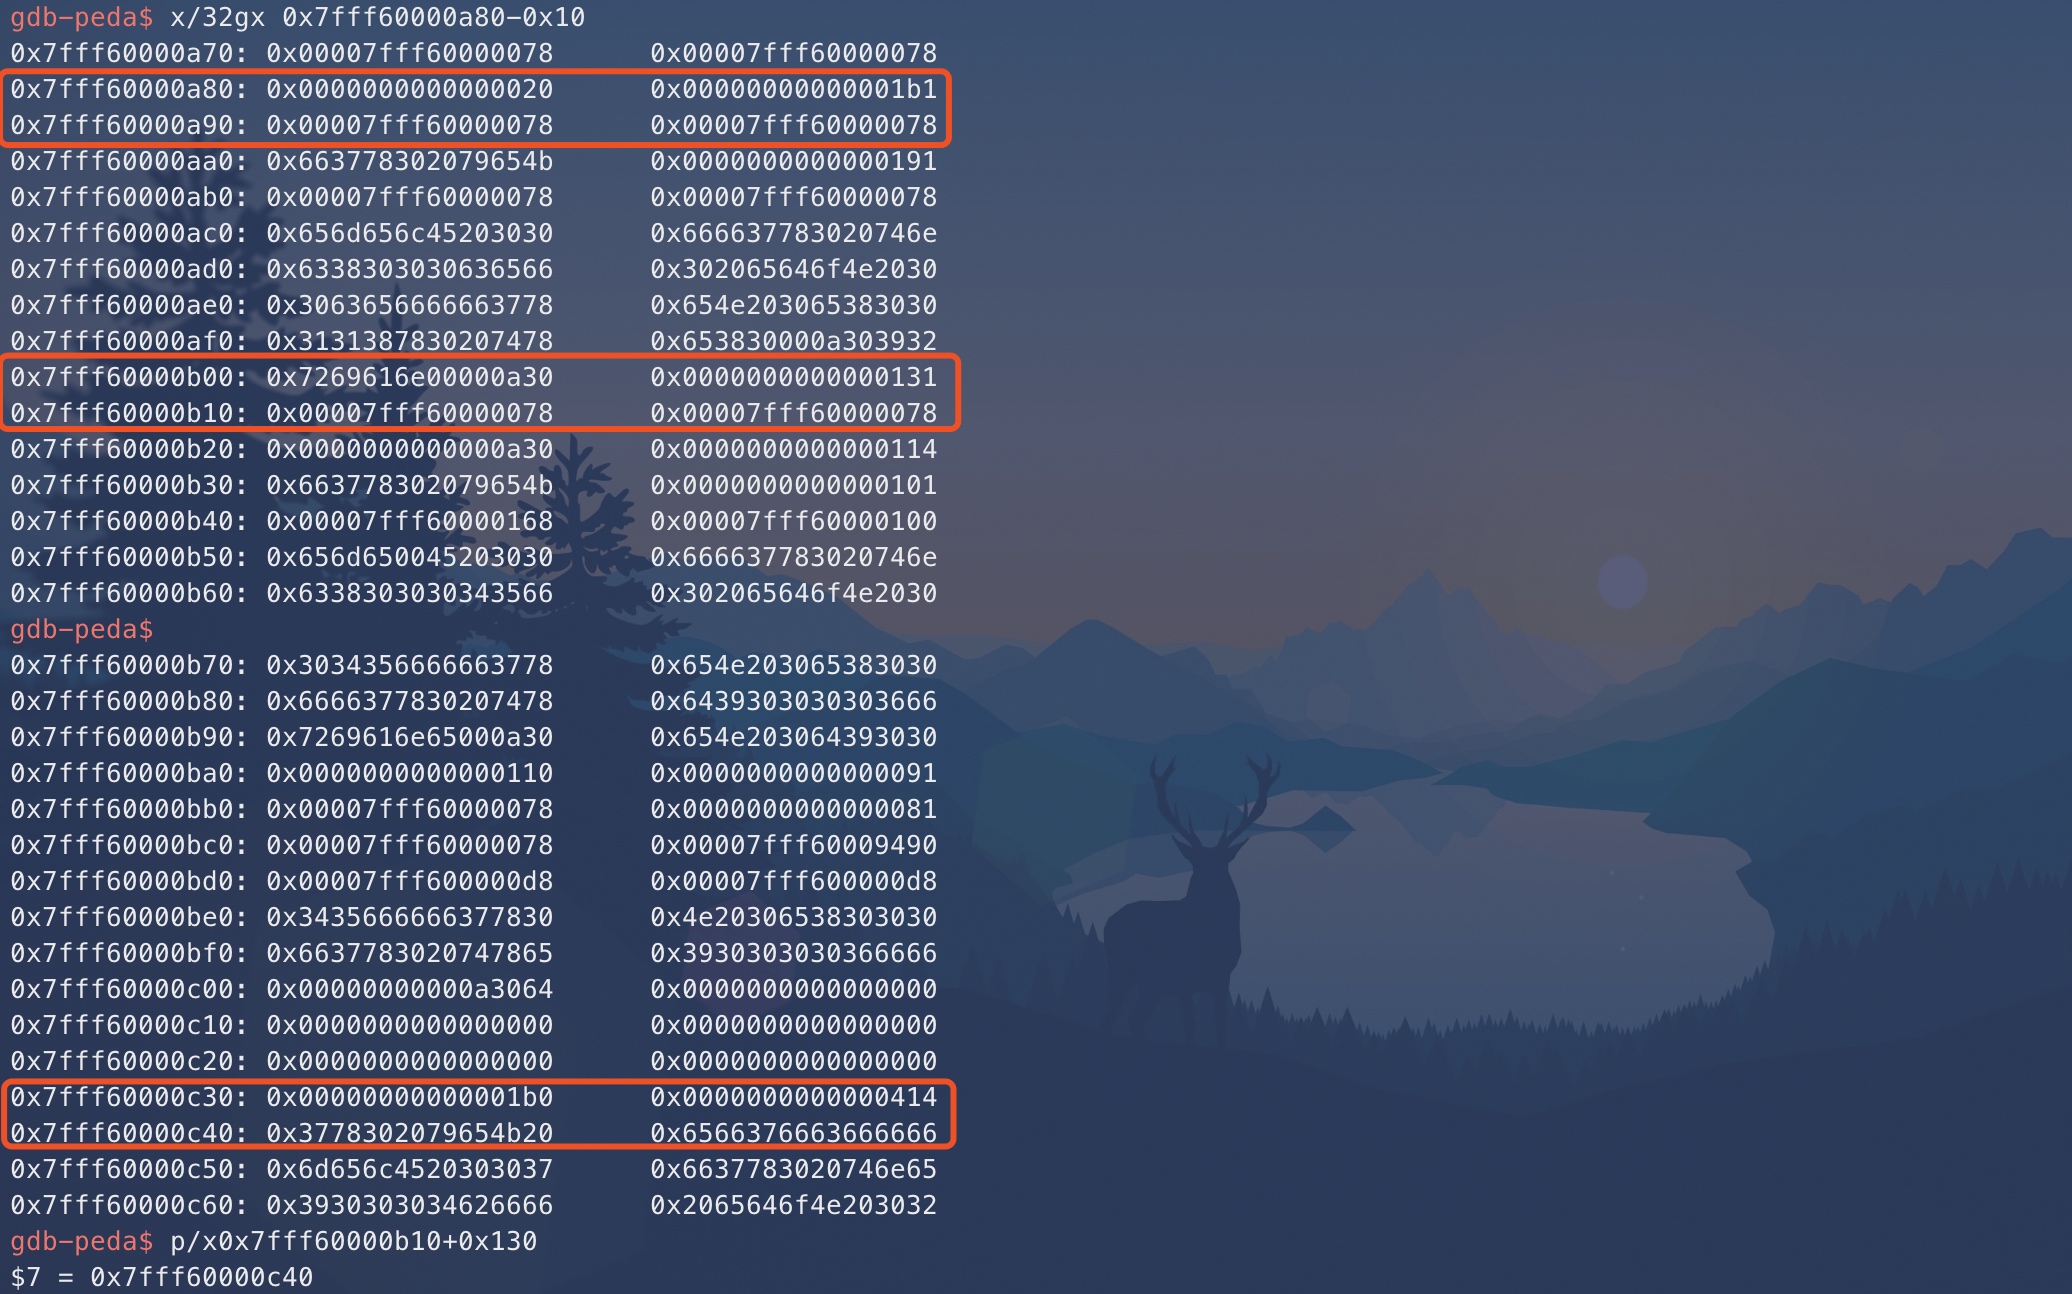 gdb-peda$ x/32gx 0x7fff60000a80-0x10
0x7fff60000a70: 0x00007fff60000078 0x00007fff60000078
0x7fff60000a80: 0x0000000000000020 0x00000000000001b1
0x7fff60000a90: 0x00007fff60000078 0x00007fff60000078
0x7fff60000aa0: 0x663778302079654b 0x0000000000000191
0x7fff60000ab0: 0x00007fff60000078 0x00007fff60000078
0x7fff60000ac0: 0x656d656c45203030 0x666637783020746e
0x7fff60000ad0: 0x6338303030636566 0x302065646f4e2030
0x7fff60000ae0: 0x3063656666663778 0x654e203065383030
0x7fff60000af0: 0x3131387830207478 0x653830000a303932
0x7fff60000b00: 0x7269616e00000a30 0x0000000000000131
0x7fff60000b10: 0x00007fff60000078 0x00007fff60000078
0x7fff60000b20: 0x0000000000000a30 0x0000000000000114
0x7fff60000b30: 0x663778302079654b 0x0000000000000101
0x7fff60000b40: 0x00007fff60000168 0x00007fff60000100
0x7fff60000b50: 0x656d650045203030 0x666637783020746e
0x7fff60000b60: 0x6338303030343566 0x302065646f4e2030
gdb-peda$
0x7fff60000b70: 0x3034356666663778 0x654e203065383030
0x7fff60000b80: 0x6666377830207478 0x6439303030303666
0x7fff60000b90: 0x7269616e65000a30 0x654e203064393030
0x7fff60000ba0: 0x0000000000000110 0x0000000000000091
0x7fff60000bb0: 0x00007fff60000078 0x0000000000000081
0x7fff60000bc0: 0x00007fff60000078 0x00007fff60009490
0x7fff60000bd0: 0x00007fff600000d8 0x00007fff600000d8
0x7fff60000be0: 0x3435666666377830 0x4e20306538303030
0x7fff60000bf0: 0x6637783020747865 0x3930303030366666
0x7fff60000c00: 0x00000000000a3064 0x0000000000000000
0x7fff60000c10: 0x0000000000000000 0x0000000000000000
0x7fff60000c20: 0x0000000000000000 0x0000000000000000
0x7fff60000c30: 0x00000000000001b0 0x0000000000000414
0x7fff60000c40: 0x3778302079654b20 0x6566376663666666
0x7fff60000c50: 0x6d656c4520303037 0x6637783020746e65
0x7fff60000c60: 0x3930303034626666 0x2065646f4e203032
gdb-peda$ p/x0x7fff60000b10+0x130
$7 = 0x7fff60000c40